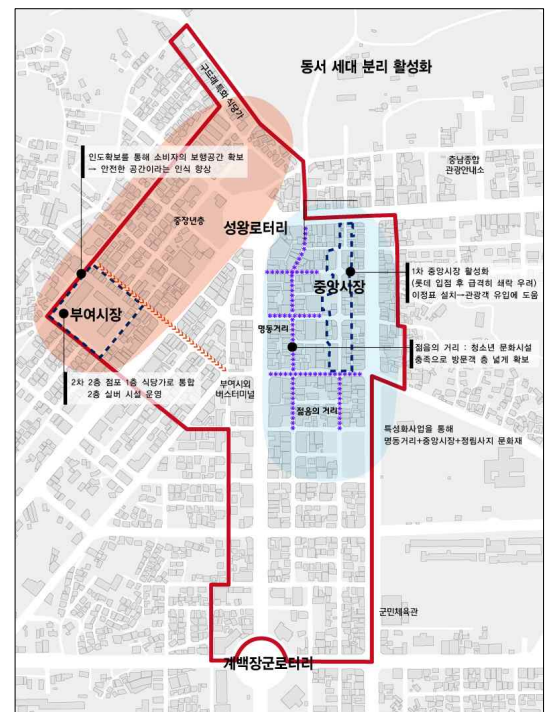 동서 세대 분리 활성화
구드래 특화 식당가
충남종합
관광안내소
인도확보를 통해 소비자의 보행공간 확보
→ 안전한 공간이라는 인식 향상
중장년층
성왕로터리
중앙시장
1차 중앙시장 활성화
(롯데 입점 후 급격히 쇄락 우려)
이정표 설치→관광객 유입에 도움
부여시장
명동거리
젊음의 거리 : 청소년 문화시설
충족으로 방문객 층 넓게 확보
2차 2층 점포 1층 식당가로 통합
2층 실버 시설 운영
부여시외
버스터미널
젊음의 거리
특성화사업을 통해
명동거리+중앙시장+정림사지 문화재
군민체육관
계백장군로터리